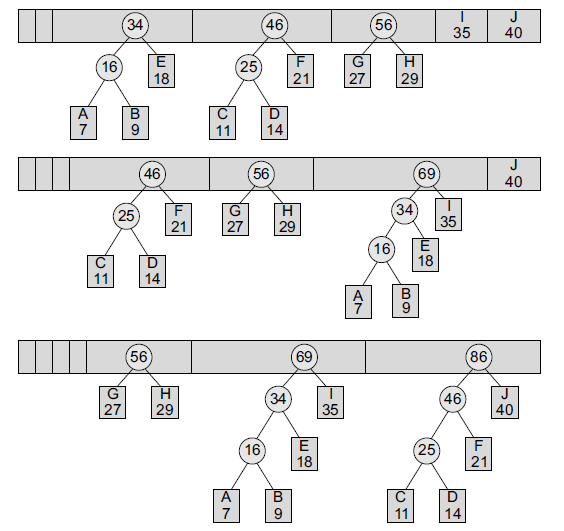 34 46 56 I J
35 40
16 E 25 F G H
18 21 27 29
A B C D
7 9 11 14
46 56 69 J
40
25 F G H 34 I
21 27 29 35
C D 16 E
11 14 18
A B
7 9
56 69 86
G H 34 I 46 J
27 29 35 40
16 E 25 F
18 21
A B C D
7 9 11 14